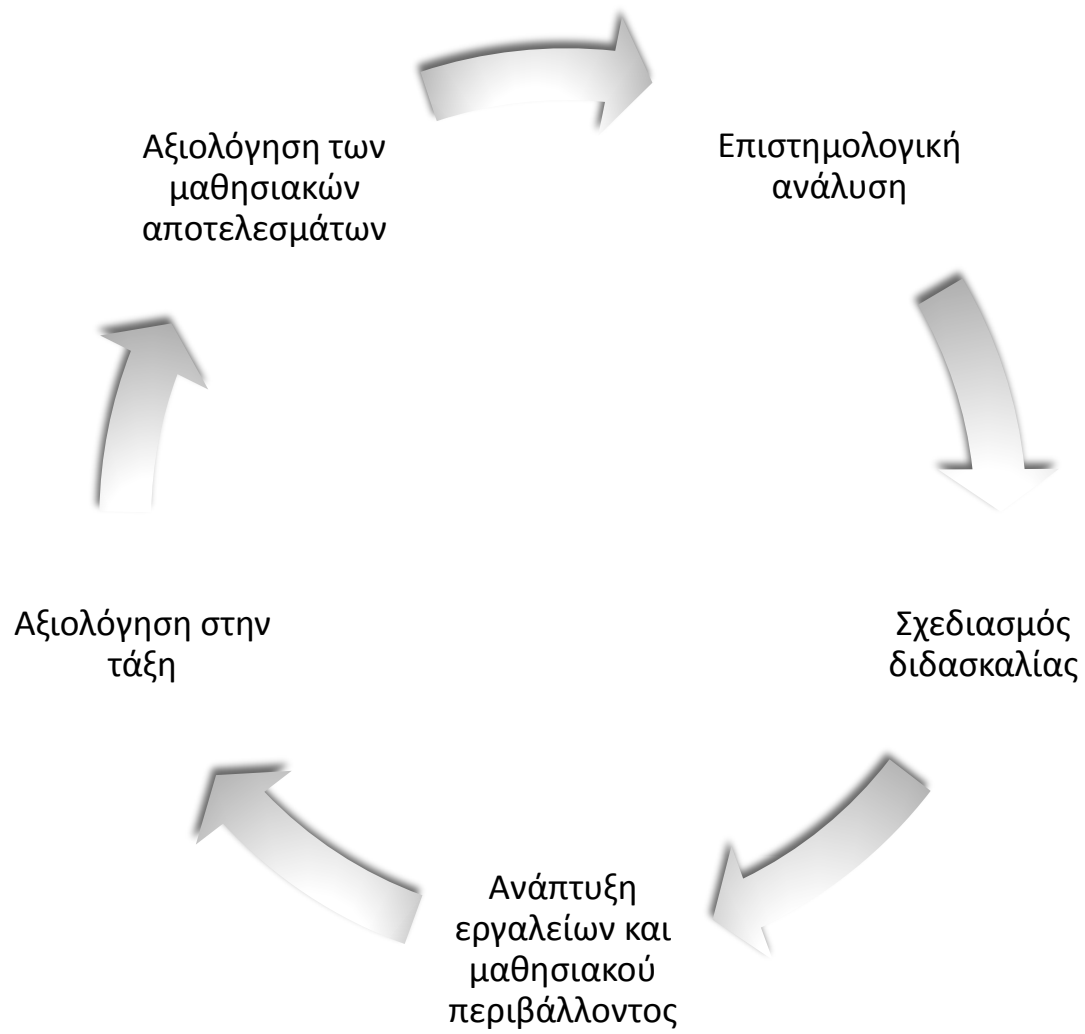 Αξιολόγηση των
μαθησιακών
αποτελεσμάτων
Επιστημολογική
ανάλυση
Σχεδιασμός
διδασκαλίας
Ανάπτυξη
εργαλείων και
μαθησιακού
περιβάλλοντος
Αξιολόγηση στην
τάξη